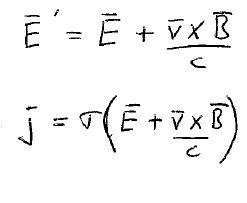 Ē' = Ē + v̄ × B̄ / c
j̄ = σ(Ē + v̄ × B̄ / c)